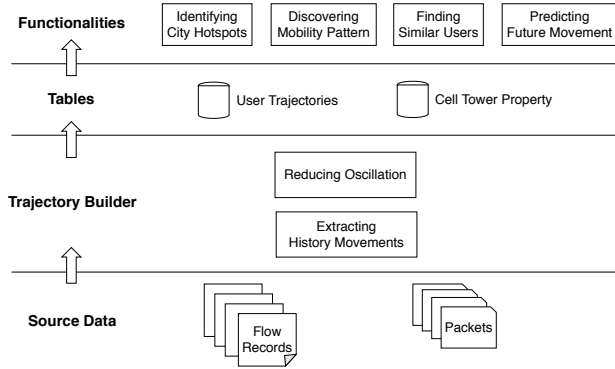 Functionalities
Identifying
City Hotspots
Discovering
Mobility Pattern
Finding
Similar Users
Predicting
Future Movement
Tables
User Trajectories
Cell Tower Property
Trajectory Builder
Reducing Oscillation
Extracting
History Movements
Source Data
Flow
Records
Packets